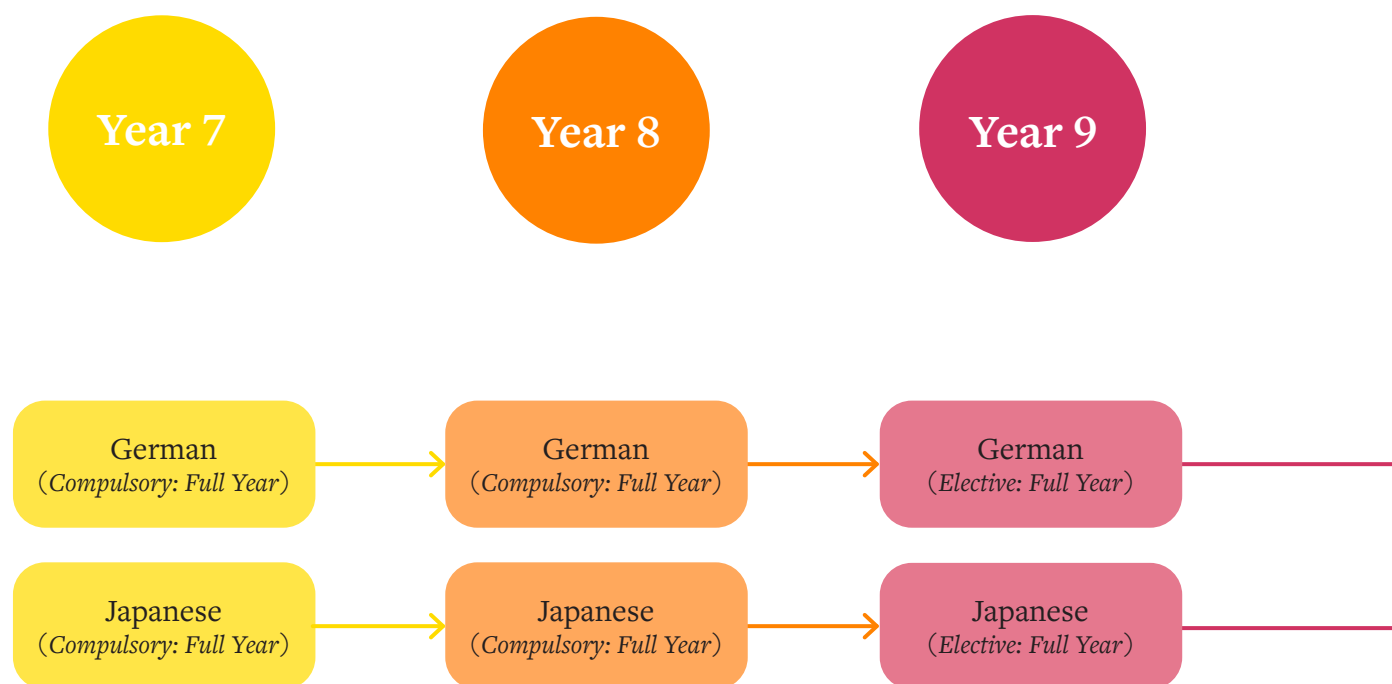 Year 7
Year 8
Year 9
German
(Compulsory: Full Year)
German
(Compulsory: Full Year)
German
(Elective: Full Year)
Japanese
(Compulsory: Full Year)
Japanese
(Compulsory: Full Year)
Japanese
(Elective: Full Year)